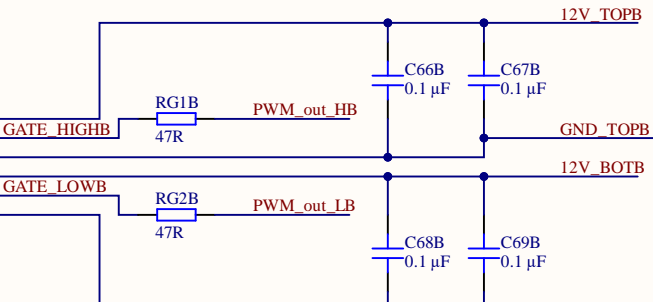 12V_TOPB
C66B
0.1 µF
C67B
0.1 µF
RG1B
PWM_out_HB
GATE_HIGHB
47R
GND_TOPB
12V_BOTB
GATE_LOWB
RG2B
PWM_out_LB
47R
C68B
0.1 µF
C69B
0.1 µF